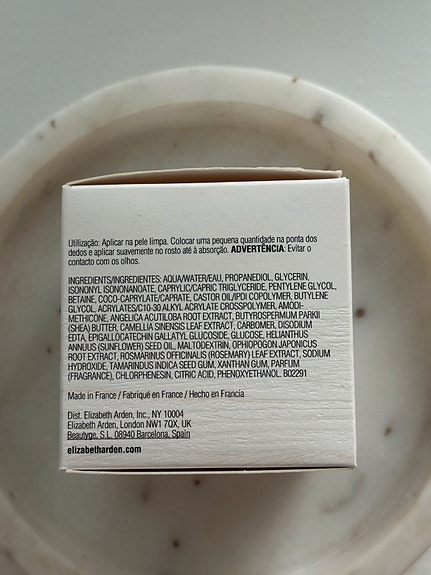 Utilização: Aplicar na pele limpa. Colocar uma pequena quantidade na ponta dos
dedos e aplicar suavemente no rosto até à absorção. ADVERTÊNCIA: Evitar o
contacto com os olhos.
INGREDIENTS/INGREDIENTES: AQUA/WATER/EAU, PROPANEDIOL, GLYCERIN,
ISONONYL ISONONANOATE, CAPRYLIC/CAPRIC TRIGLYCERIDE, PENTYLENE GLYCOL,
BETAINE, COCO-CAPRYLATE/CAPRATE, CASTOR OIL/IPDI COPOLYMER, BUTYLENE
GLYCOL, ACRYLATES/C10-30 ALKYL ACRYLATE CROSSPOLYMER, AMODI-
METHICONE, ANGELICA ACUTILOBA ROOT EXTRACT, BUTYROSPERMUM PARKII
(SHEA) BUTTER, CAMELLIA SINENSIS LEAF EXTRACT, CARBOMER, DISODIUM
EDTA, EPIGALLOCATECHIN GALLATYL GLUCOSIDE, GLUCOSE, HELIANTHUS
ANNUUS (SUNFLOWER) SEED OIL, MALTODEXTRIN, OPHIOPOGON JAPONICUS
ROOT EXTRACT, ROSMARINUS OFFICINALIS (ROSEMARY) LEAF EXTRACT, SODIUM
HYDROXIDE, TAMARINDUS INDICA SEED GUM, XANTHAN GUM, PARFUM
(FRAGRANCE), CHLORPHENESIN, CITRIC ACID, PHENOXYETHANOL. B02291
Made in France / Fabriqué en France / Hecho en Francia
Dist. Elizabeth Arden, Inc., NY 10004
Elizabeth Arden, London NW1 7QX, UK
Beautyge, S.L. 08940 Barcelona, Spain
elizabetharden.com